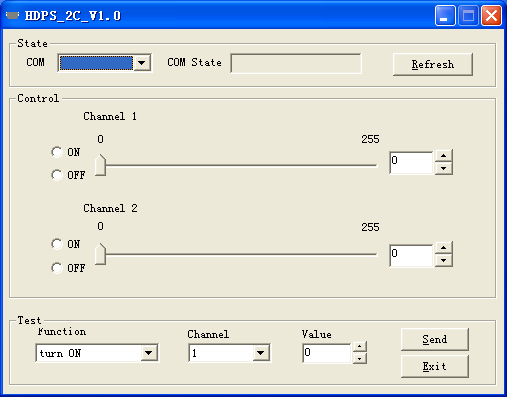 HDPS_2C_V1.0
State
COM COM State Refresh
Control
Channel 1
0 255
ON
OFF
0
Channel 2
0 255
ON
OFF
0
Test
Function Channel Value
turn ON 1 0
Send
Exit